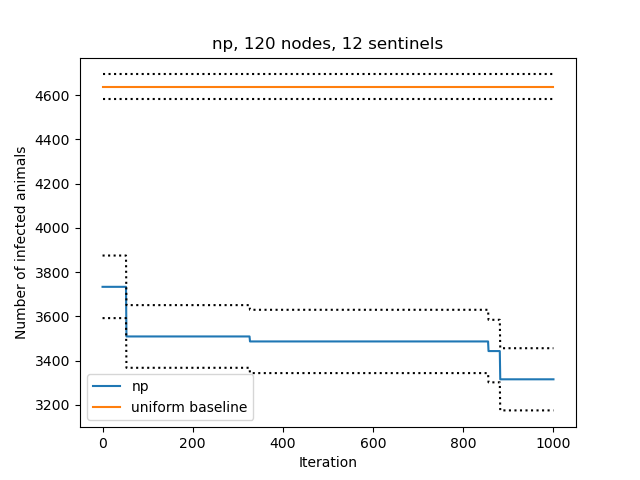 np, 120 nodes, 12 sentinels
Number of infected animals
4600
4400
4200
4000
3800
3600
3400
3200
np
uniform baseline
0
200
400
600
800
1000
Iteration